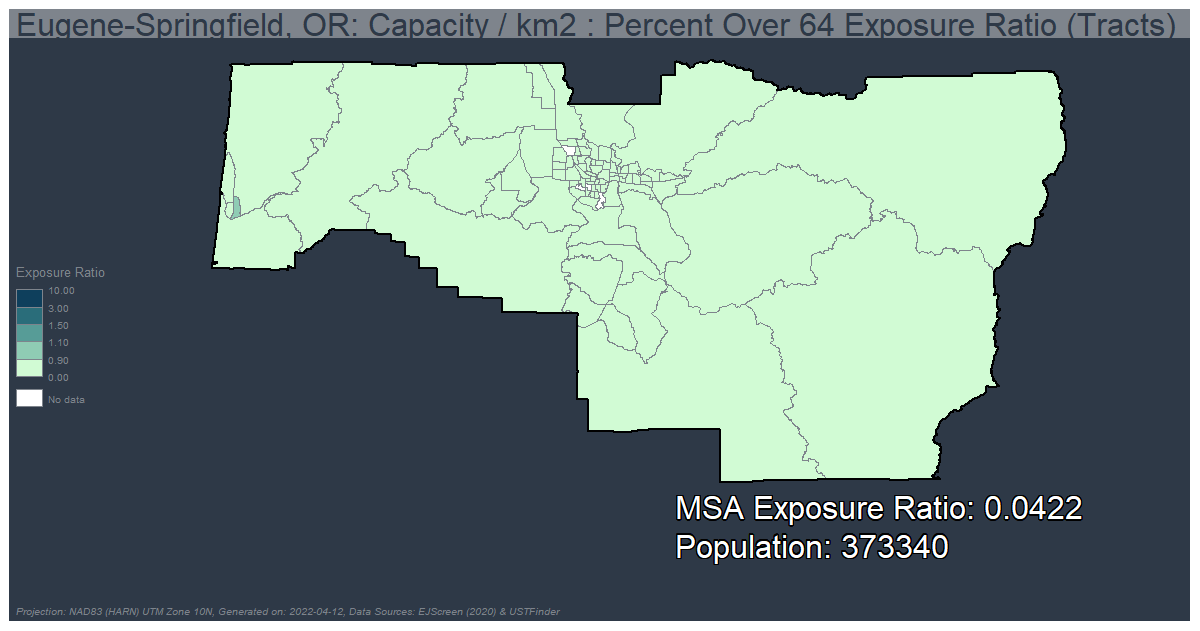 Eugene-Springfield, OR: Capacity / km2 : Percent Over 64 Exposure Ratio (Tracts)
Exposure Ratio
10.00
3.00
1.50
1.10
0.90
0.00
No data
MSA Exposure Ratio: 0.0422
Population: 373340
Projection: NAD83 (HARN) UTM Zone 10N, Generated on: 2022-04-12, Data Sources: EJScreen (2020) & USTFinder